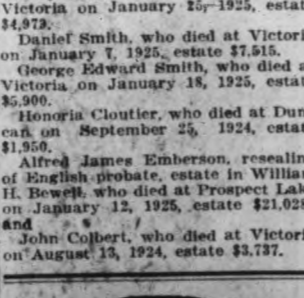 Victoria on January 25, 1925, estat
$4,979.
Daniel Smith, who died at Victori
on January 7, 1925, estate $7,515.
George Edward Smith, who died a
Victoria on January 18, 1925, estat
$5,900.
Honoria Cloutier, who died at Dun
can on September 25, 1924, estat
$1,950.
Alfred James Emberson, resealin
of English probate, estate in Willia
H. Bewell, who died at Prospect Lak
on January 12, 1925, estate $21,028
and
John Colbert, who died at Victori
on August 13, 1924, estate $3,737.